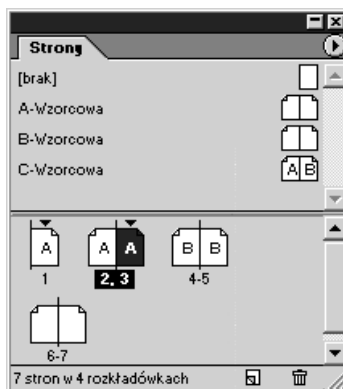 Strony
[brak]
A-Wzorcowa
B-Wzorcowa
C-Wzorcowa A B
A A A B B
1 2, 3 4-5
6-7
7 stron w 4 rozkładówkach